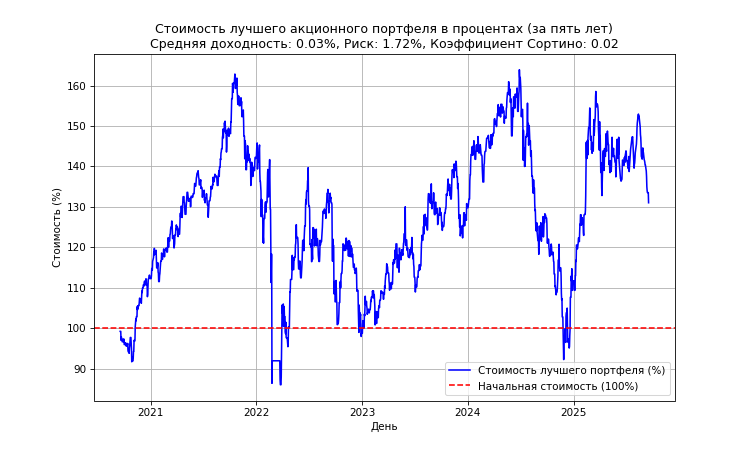 Стоимость лучшего акционного портфеля в процентах (за пять лет)
Средняя доходность: 0.03%, Риск: 1.72%, Коэффициент Сортино: 0.02
Стоимость (%)
160
150
140
130
120
110
100
90
Стоимость лучшего портфеля (%)
Начальная стоимость (100%)
2021
2022
2023
2024
2025
День